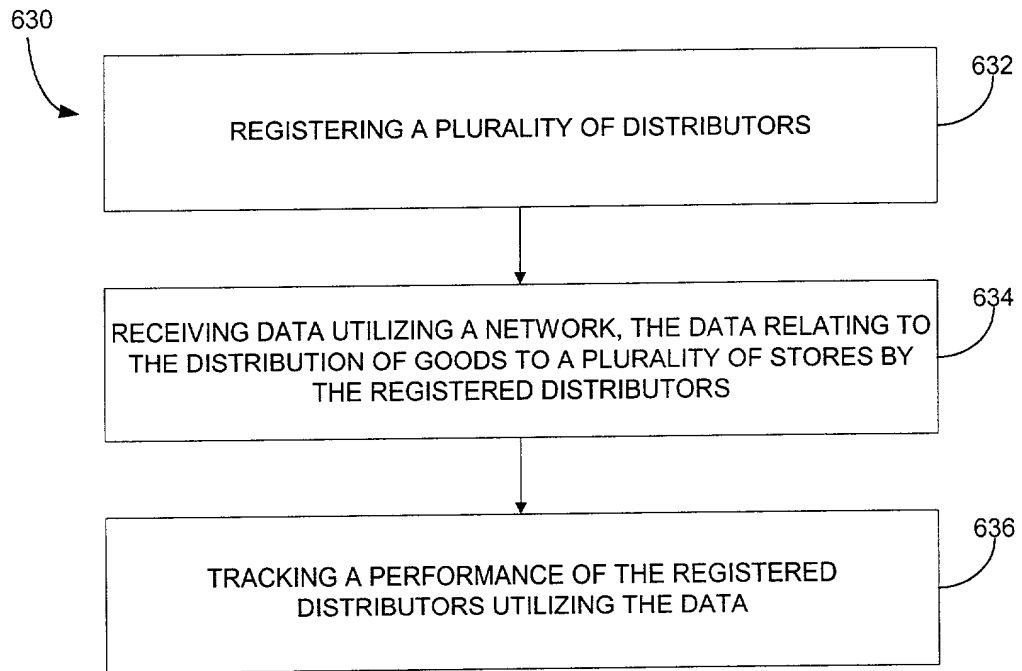 630
632
REGISTERING A PLURALITY OF DISTRIBUTORS
634
RECEIVING DATA UTILIZING A NETWORK, THE DATA RELATING TO
THE DISTRIBUTION OF GOODS TO A PLURALITY OF STORES BY
THE REGISTERED DISTRIBUTORS
636
TRACKING A PERFORMANCE OF THE REGISTERED
DISTRIBUTORS UTILIZING THE DATA